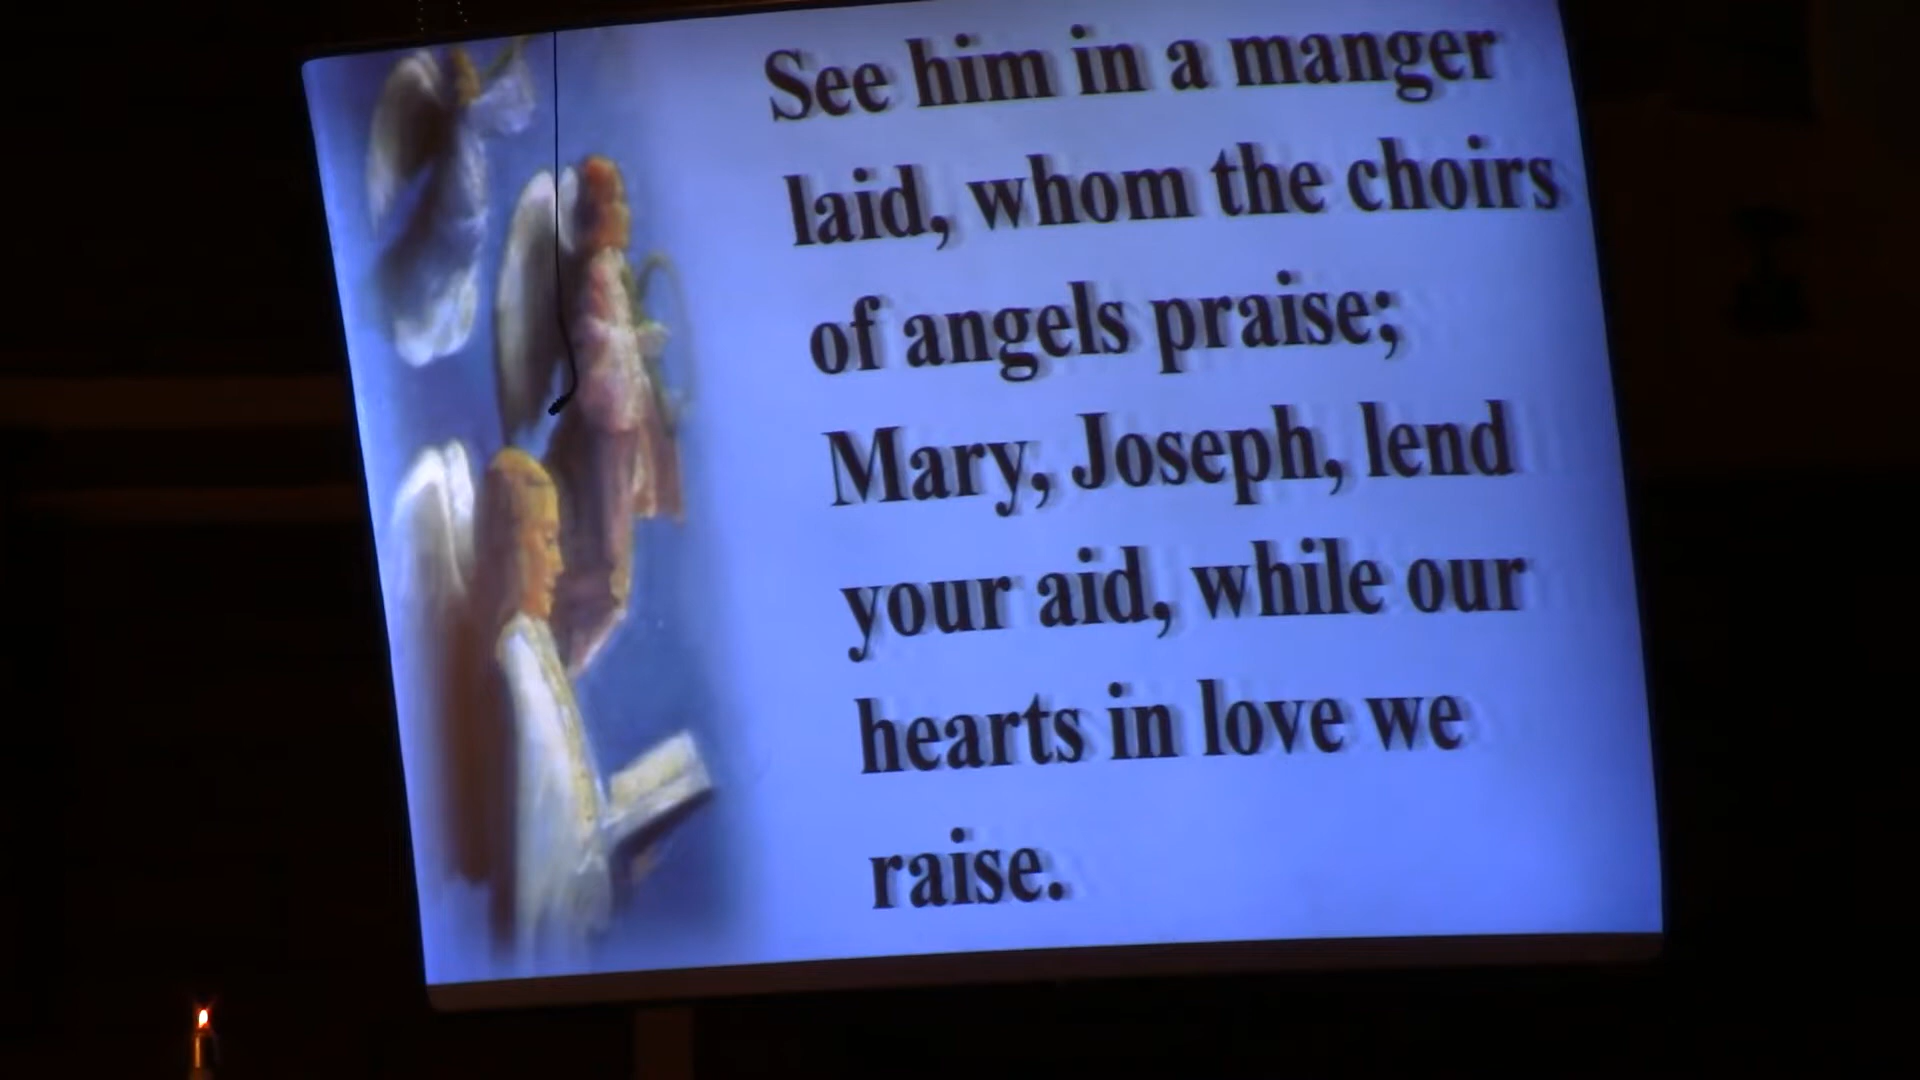 See him in a manger
laid, whom the choirs
of angels praise;
Mary, Joseph, lend
your aid, while our
hearts in love we
raise.